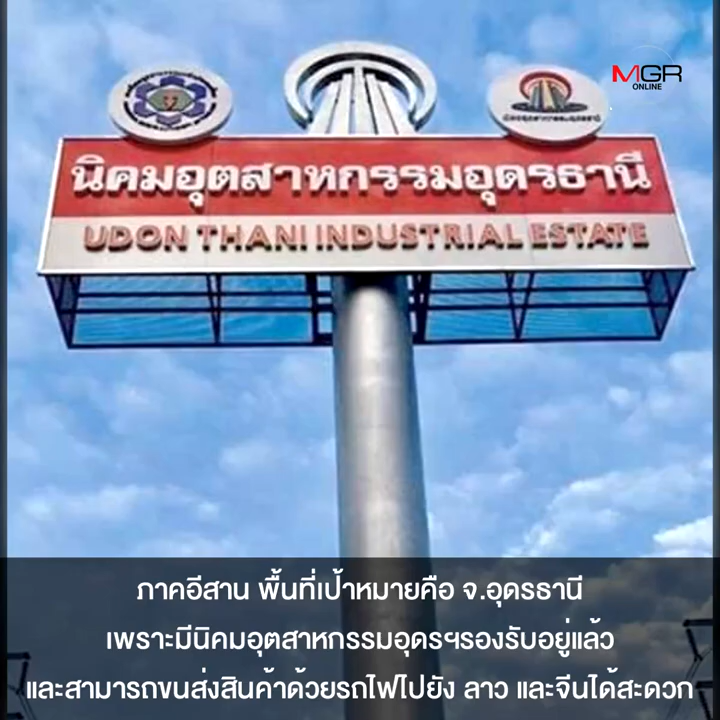 MGR
ONLINE
นิคมอุตสาหกรรมอุดรธานี
UDON THANI INDUSTRIAL ESTATE
ภาคอีสาน พื้นที่เป้าหมายคือ จ.อุดรธานี
เพราะมีนิคมอุตสาหกรรมอุดรฯรองรับอยู่แล้ว
และสามารถขนส่งสินค้าด้วยรถไฟไปยัง ลาว และจีนได้สะดวก